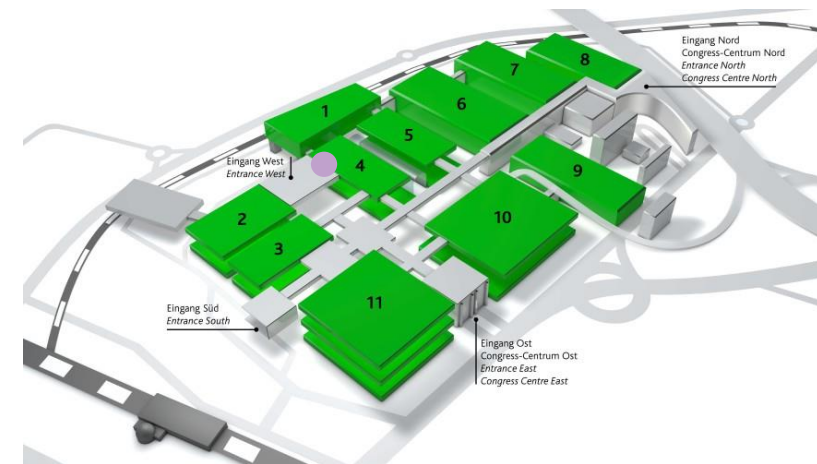 Eingang Nord
Congress-Centrum Nord
Entrance North
Congress Centre North
8
7
6
1
5
Eingang West
Entrance West
4
9
2
10
3
11
Eingang Süd
Entrance South
Eingang Ost
Congress-Centrum Ost
Entrance East
Congress Centre East